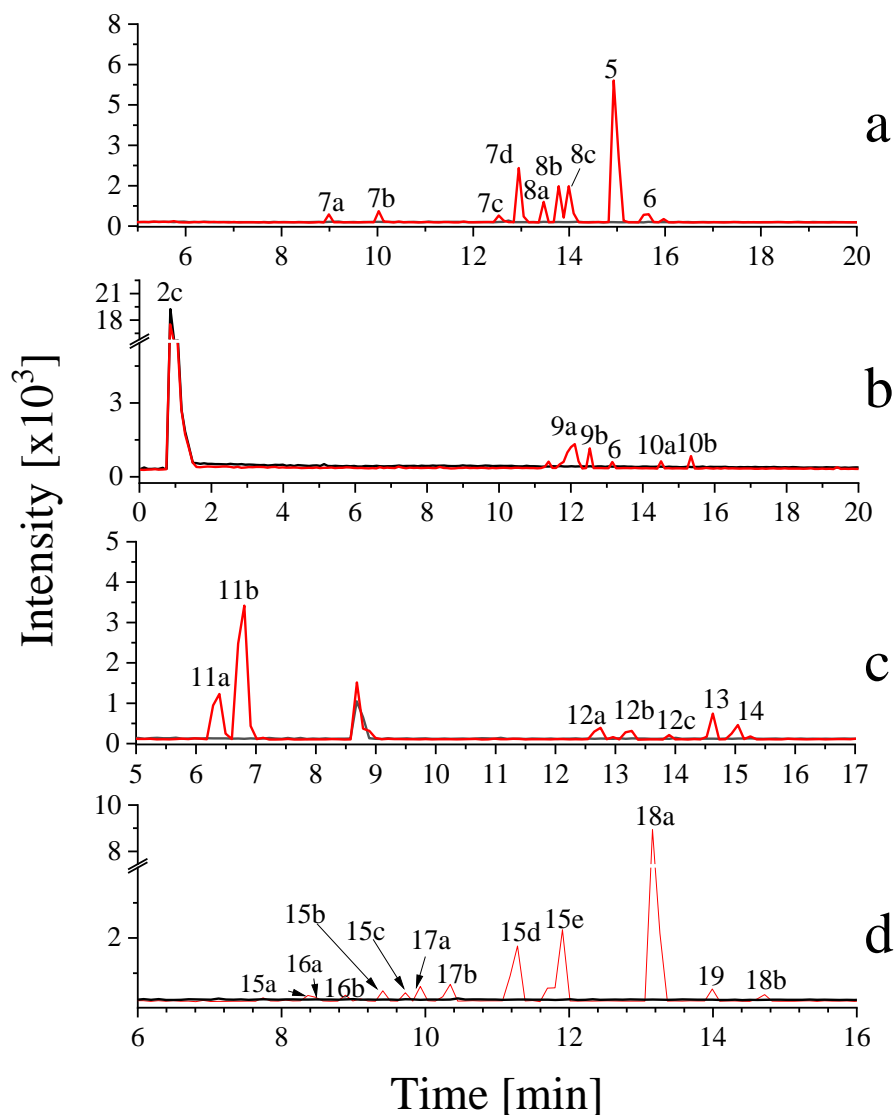 8
6
5
3
2
0
7a
7b
7c
7d
8a
8b
8c
5
6
a
6 8 10 12 14 16 18 20
21
18
3
0
2c
9a
9b
6
10a
10b
b
0 2 4 6 8 10 12 14 16 18 20
5
4
3
2
1
0
11a
11b
12a
12b
12c
13
14
c
5 6 7 8 9 10 11 12 13 14 15 16 17
10
8
2
15a
16a
16b
15b
15c
17a
17b
15d
15e
18a
19
18b
d
6 8 10 12 14 16
Time [min]
Intensity [x10³]